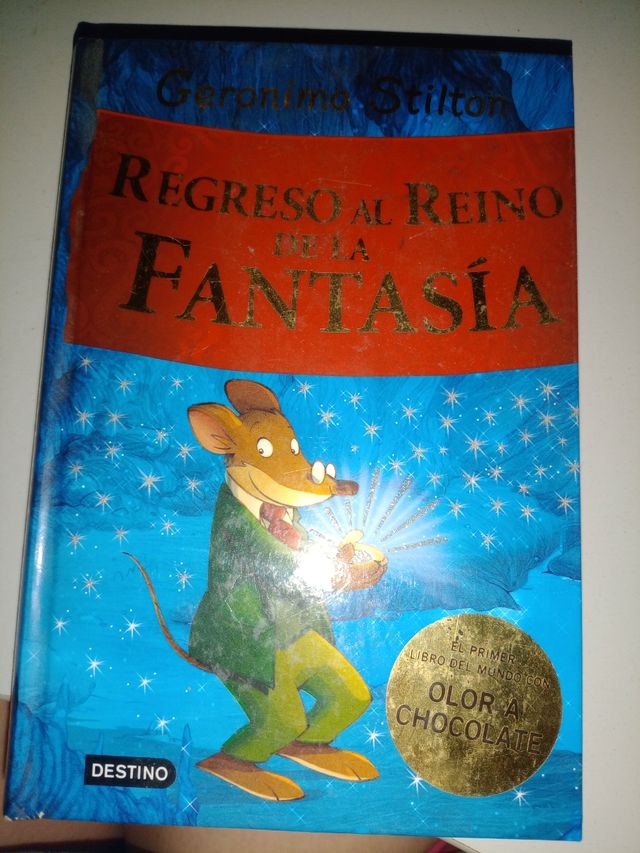 Geronimo Stilton
REGRESO AL REINO
DE LA
FANTASÍA
EL PRIMER
LIBRO DEL MUNDO CON
OLOR A
CHOCOLATE
DESTINO